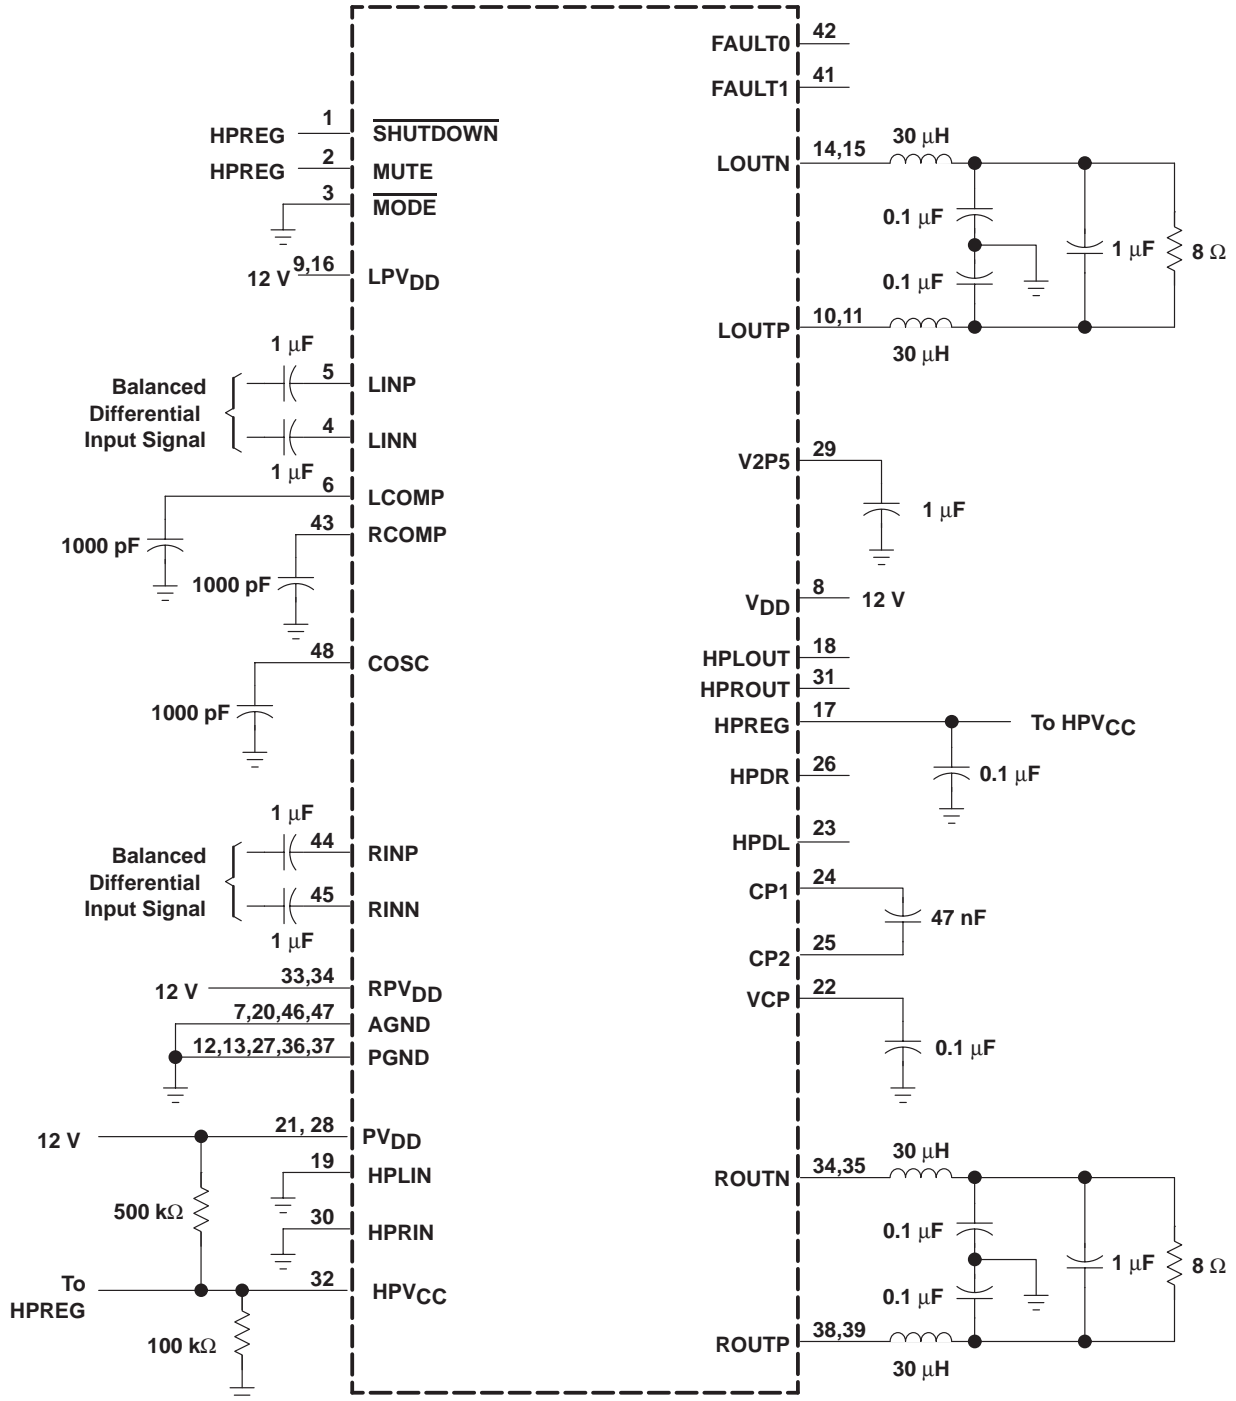 FAULT0
42
FAULT1
41
HPREG
1
SHUTDOWN
HPREG
2
MUTE
3
MODE
12 V
9,16
LPVDD
1 μF
Balanced
Differential
Input Signal
5
LINP
4
LINN
1 μF
6
LCOMP
1000 pF
43
RCOMP
1000 pF
48
COSC
1000 pF
1 μF
Balanced
Differential
Input Signal
44
RINP
45
RINN
1 μF
12 V
33,34
RPVDD
7,20,46,47
AGND
12,13,27,36,37
PGND
12 V
21, 28
PVDD
19
HPLIN
500 kΩ
30
HPRIN
To
HPREG
32
HPVCC
100 kΩ
LOUTN
14,15
30 μH
0.1 μF
0.1 μF
1 μF
8 Ω
LOUTP
10,11
30 μH
V2P5
29
1 μF
VDD
8
12 V
HPLOUT
18
HPROUT
31
HPREG
17
To HPVCC
0.1 μF
HPDR
26
HPDL
23
CP1
24
47 nF
CP2
25
VCP
22
0.1 μF
ROUTN
34,35
30 μH
0.1 μF
0.1 μF
1 μF
8 Ω
ROUTP
38,39
30 μH